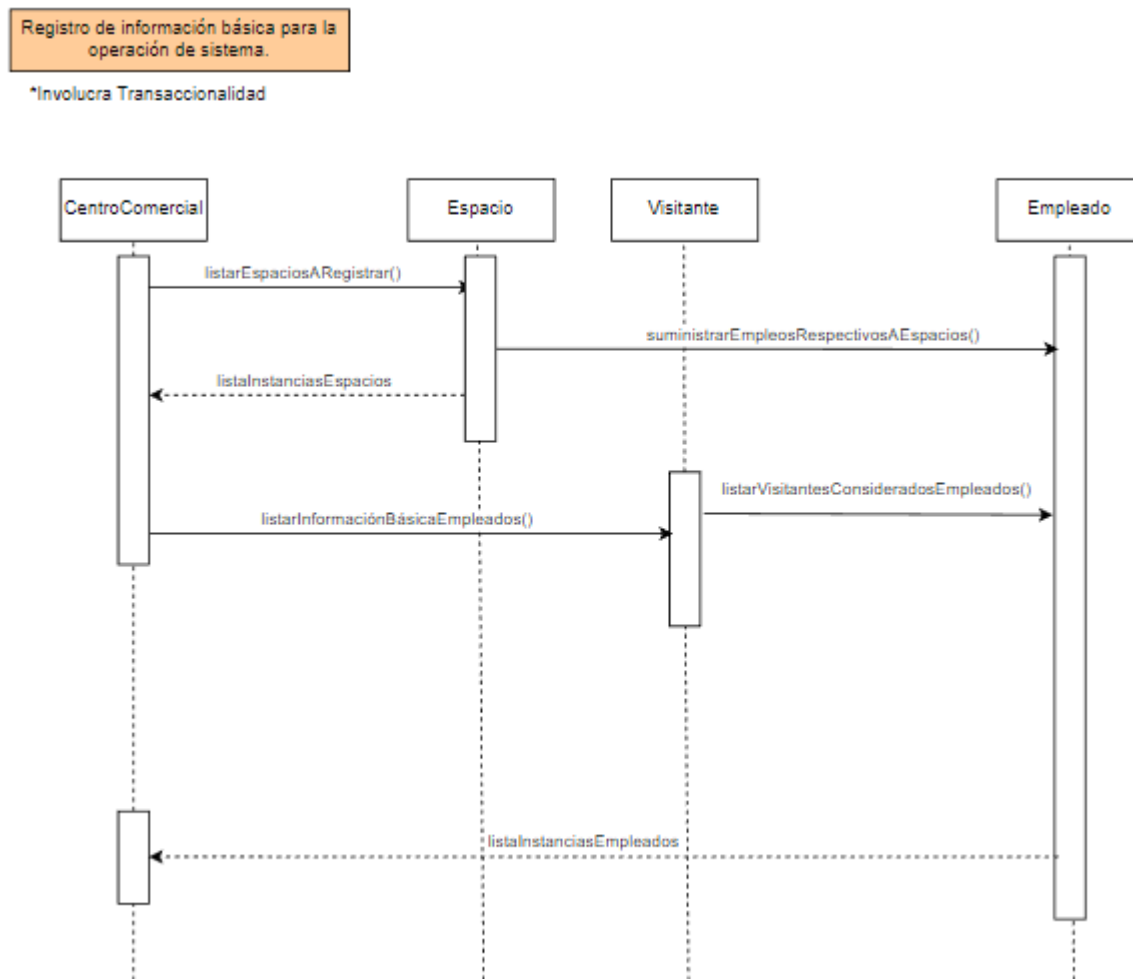 Registro de información básica para la
operación de sistema.
*Involucra Transaccionalidad
CentroComercial
Espacio
Visitante
Empleado
listarEspaciosARegistrar()
suministrarEmpleosRespectivosAEspacios()
listaInstanciasEspacios
listarVisitantesConsideradosEmpleados()
listarInformaciónBásicaEmpleados()
listaInstanciasEmpleados